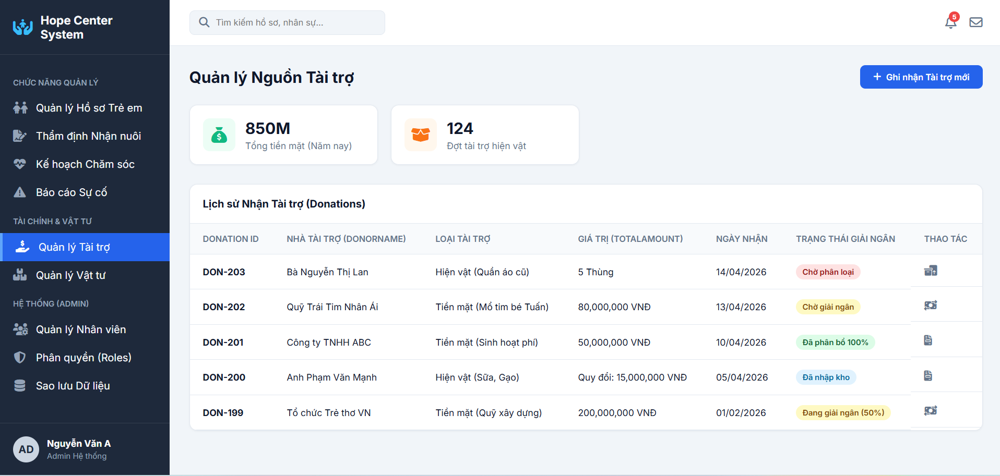 Hope Center
System
CHỨC NĂNG QUẢN LÝ
Quản lý Hồ sơ Trẻ em
Thẩm định Nhận nuôi
Kế hoạch Chăm sóc
Báo cáo Sự cố
TÀI CHÍNH & VẬT TƯ
Quản lý Tài trợ
Quản lý Vật tư
HỆ THỐNG (ADMIN)
Quản lý Nhân viên
Phân quyền (Roles)
Sao lưu Dữ liệu
AD
Nguyễn Văn A
Admin Hệ thống
Tìm kiếm hồ sơ, nhân sự...
5
Quản lý Nguồn Tài trợ
+ Ghi nhận Tài trợ mới
850M
Tổng tiền mặt (Năm nay)
124
Đợt tài trợ hiện vật
Lịch sử Nhận Tài trợ (Donations)
DONATION ID NHÀ TÀI TRỢ (DONORNAME) LOẠI TÀI TRỢ GIÁ TRỊ (TOTALAMOUNT) NGÀY NHẬN TRẠNG THÁI GIẢI NGÂN THAO TÁC
DON-203 Bà Nguyễn Thị Lan Hiện vật (Quần áo cũ) 5 Thùng 14/04/2026 Chờ phân loại
DON-202 Quỹ Trái Tim Nhân Ái Tiền mặt (Mổ tim bé Tuấn) 80,000,000 VNĐ 13/04/2026 Chờ giải ngân
DON-201 Công ty TNHH ABC Tiền mặt (Sinh hoạt phí) 50,000,000 VNĐ 10/04/2026 Đã phân bổ 100%
DON-200 Anh Phạm Văn Mạnh Hiện vật (Sữa, Gạo) Quy đổi: 15,000,000 VNĐ 05/04/2026 Đã nhập kho
DON-199 Tổ chức Trẻ thơ VN Tiền mặt (Quỹ xây dựng) 200,000,000 VNĐ 01/02/2026 Đang giải ngân (50%)